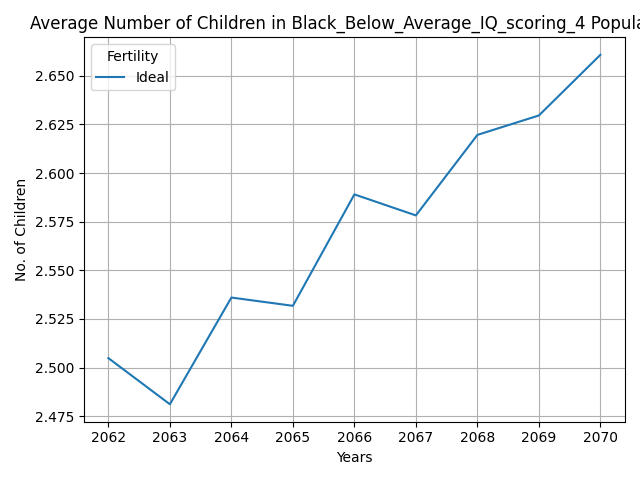 Average Number of Children in Black_Below_Average_IQ_scoring_4 Popula
Fertility
Ideal
2.650
2.625
2.600
2.575
2.550
2.525
2.500
2.475
No. of Children
2062 2063 2064 2065 2066 2067 2068 2069 2070
Years